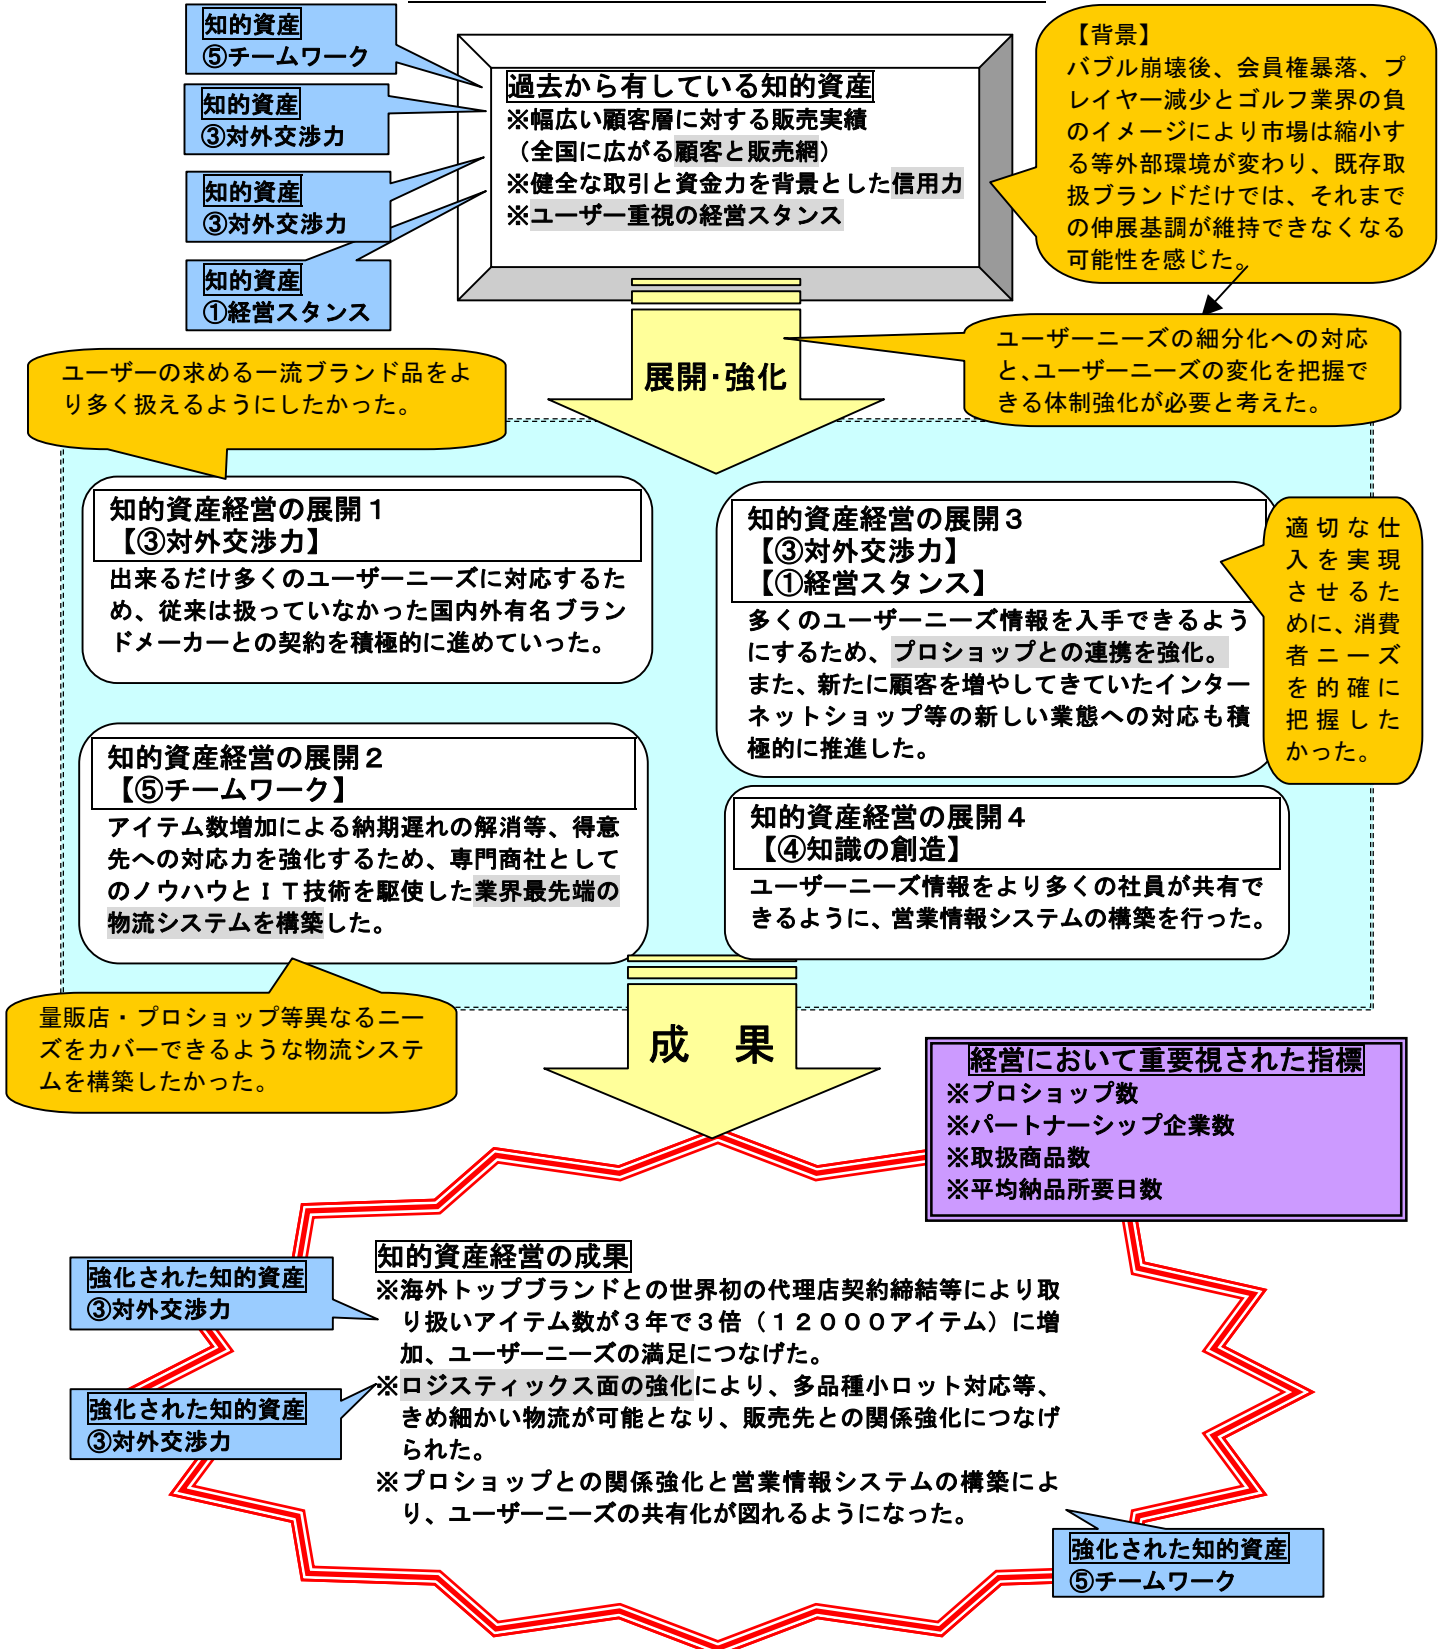 知的資産
⑤チームワーク
知的資産
③対外交渉力
知的資産
③対外交渉力
知的資産
①経営スタンス
過去から有している知的資産
※幅広い顧客層に対する販売実績
（全国に広がる顧客と販売網）
※健全な取引と資金力を背景とした信用力
※ユーザー重視の経営スタンス
【背景】
バブル崩壊後、会員権暴落、プ
レイヤー減少とゴルフ業界の負
のイメージにより市場は縮小す
る等外部環境が変わり、既存取
扱ブランドだけでは、それまで
の伸展基調が維持できなくなる
可能性を感じた。
展開・強化
ユーザーニーズの細分化への対応
と、ユーザーニーズの変化を把握で
きる体制強化が必要と考えた。
ユーザーの求める一流ブランド品をよ
り多く扱えるようにしたかった。
知的資産経営の展開１
【③対外交渉力】
出来るだけ多くのユーザーニーズに対応するた
め、従来は扱っていなかった国内外有名ブラン
ドメーカーとの契約を積極的に進めていった。
知的資産経営の展開３
【③対外交渉力】
【①経営スタンス】
多くのユーザーニーズ情報を入手できるよう
にするため、プロショップとの連携を強化。
また、新たに顧客を増やしてきていたインター
ネットショップ等の新しい業態への対応も積
極的に推進した。
適切な仕
入を実現
させるた
めに、消費
者ニーズ
を的確に
把握した
かった。
知的資産経営の展開２
【⑤チームワーク】
アイテム数増加による納期遅れの解消等、得意
先への対応力を強化するため、専門商社として
のノウハウとＩＴ技術を駆使した業界最先端の
物流システムを構築した。
知的資産経営の展開４
【④知識の創造】
ユーザーニーズ情報をより多くの社員が共有で
きるように、営業情報システムの構築を行った。
量販店・プロショップ等異なるニー
ズをカバーできるような物流システ
ムを構築したかった。
成　果
経営において重要視された指標
※プロショップ数
※パートナーシップ企業数
※取扱商品数
※平均納品所要日数
強化された知的資産
③対外交渉力
強化された知的資産
③対外交渉力
知的資産経営の成果
※海外トップブランドとの世界初の代理店契約締結等により取
り扱いアイテム数が３年で３倍（１２０００アイテム）に増
加、ユーザーニーズの満足につなげた。
※ロジスティックス面の強化により、多品種小ロット対応等、
きめ細かい物流が可能となり、販売先との関係強化につなげ
られた。
※プロショップとの関係強化と営業情報システムの構築によ
り、ユーザーニーズの共有化が図れるようになった。
強化された知的資産
⑤チームワーク